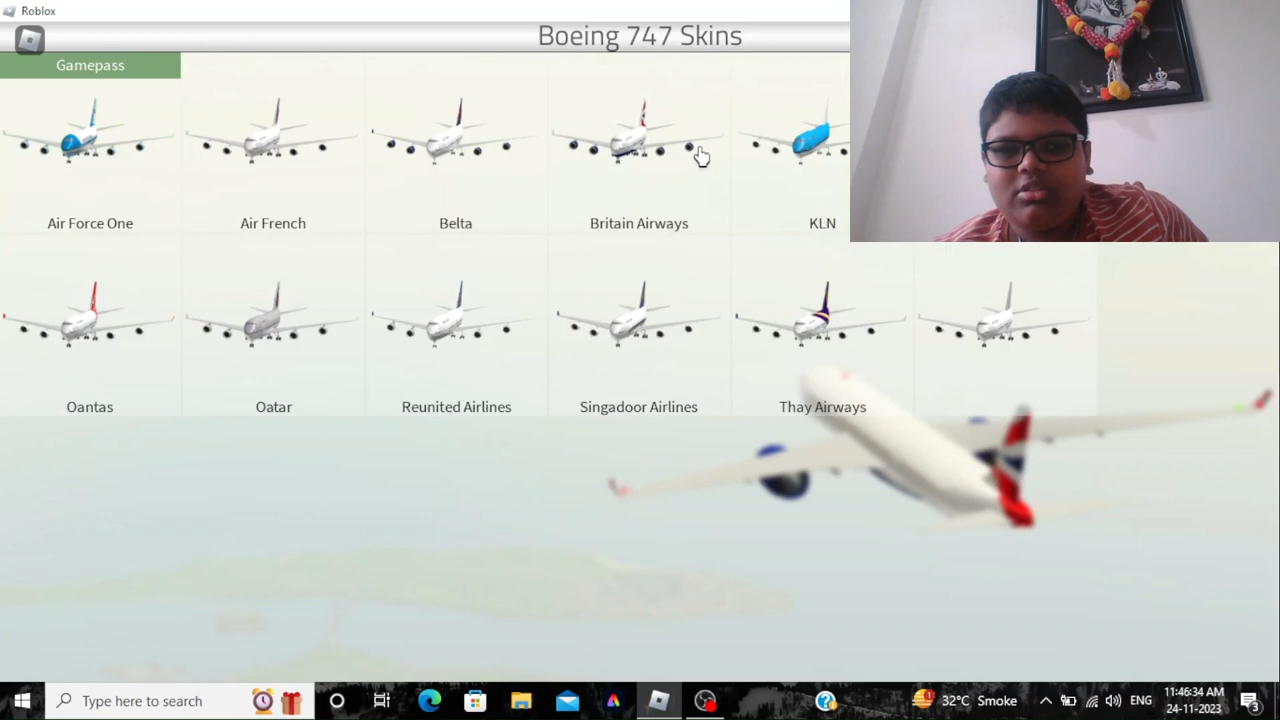 Roblox
Boeing 747 Skins
Gamepass
Air Force One
Air French
Belta
Britain Airways
KLN
Oantas
Oatar
Reunited Airlines
Singadoor Airlines
Thay Airways
Type here to search
32°C Smoke
ENG
11:46:34 AM
24-11-2023
3